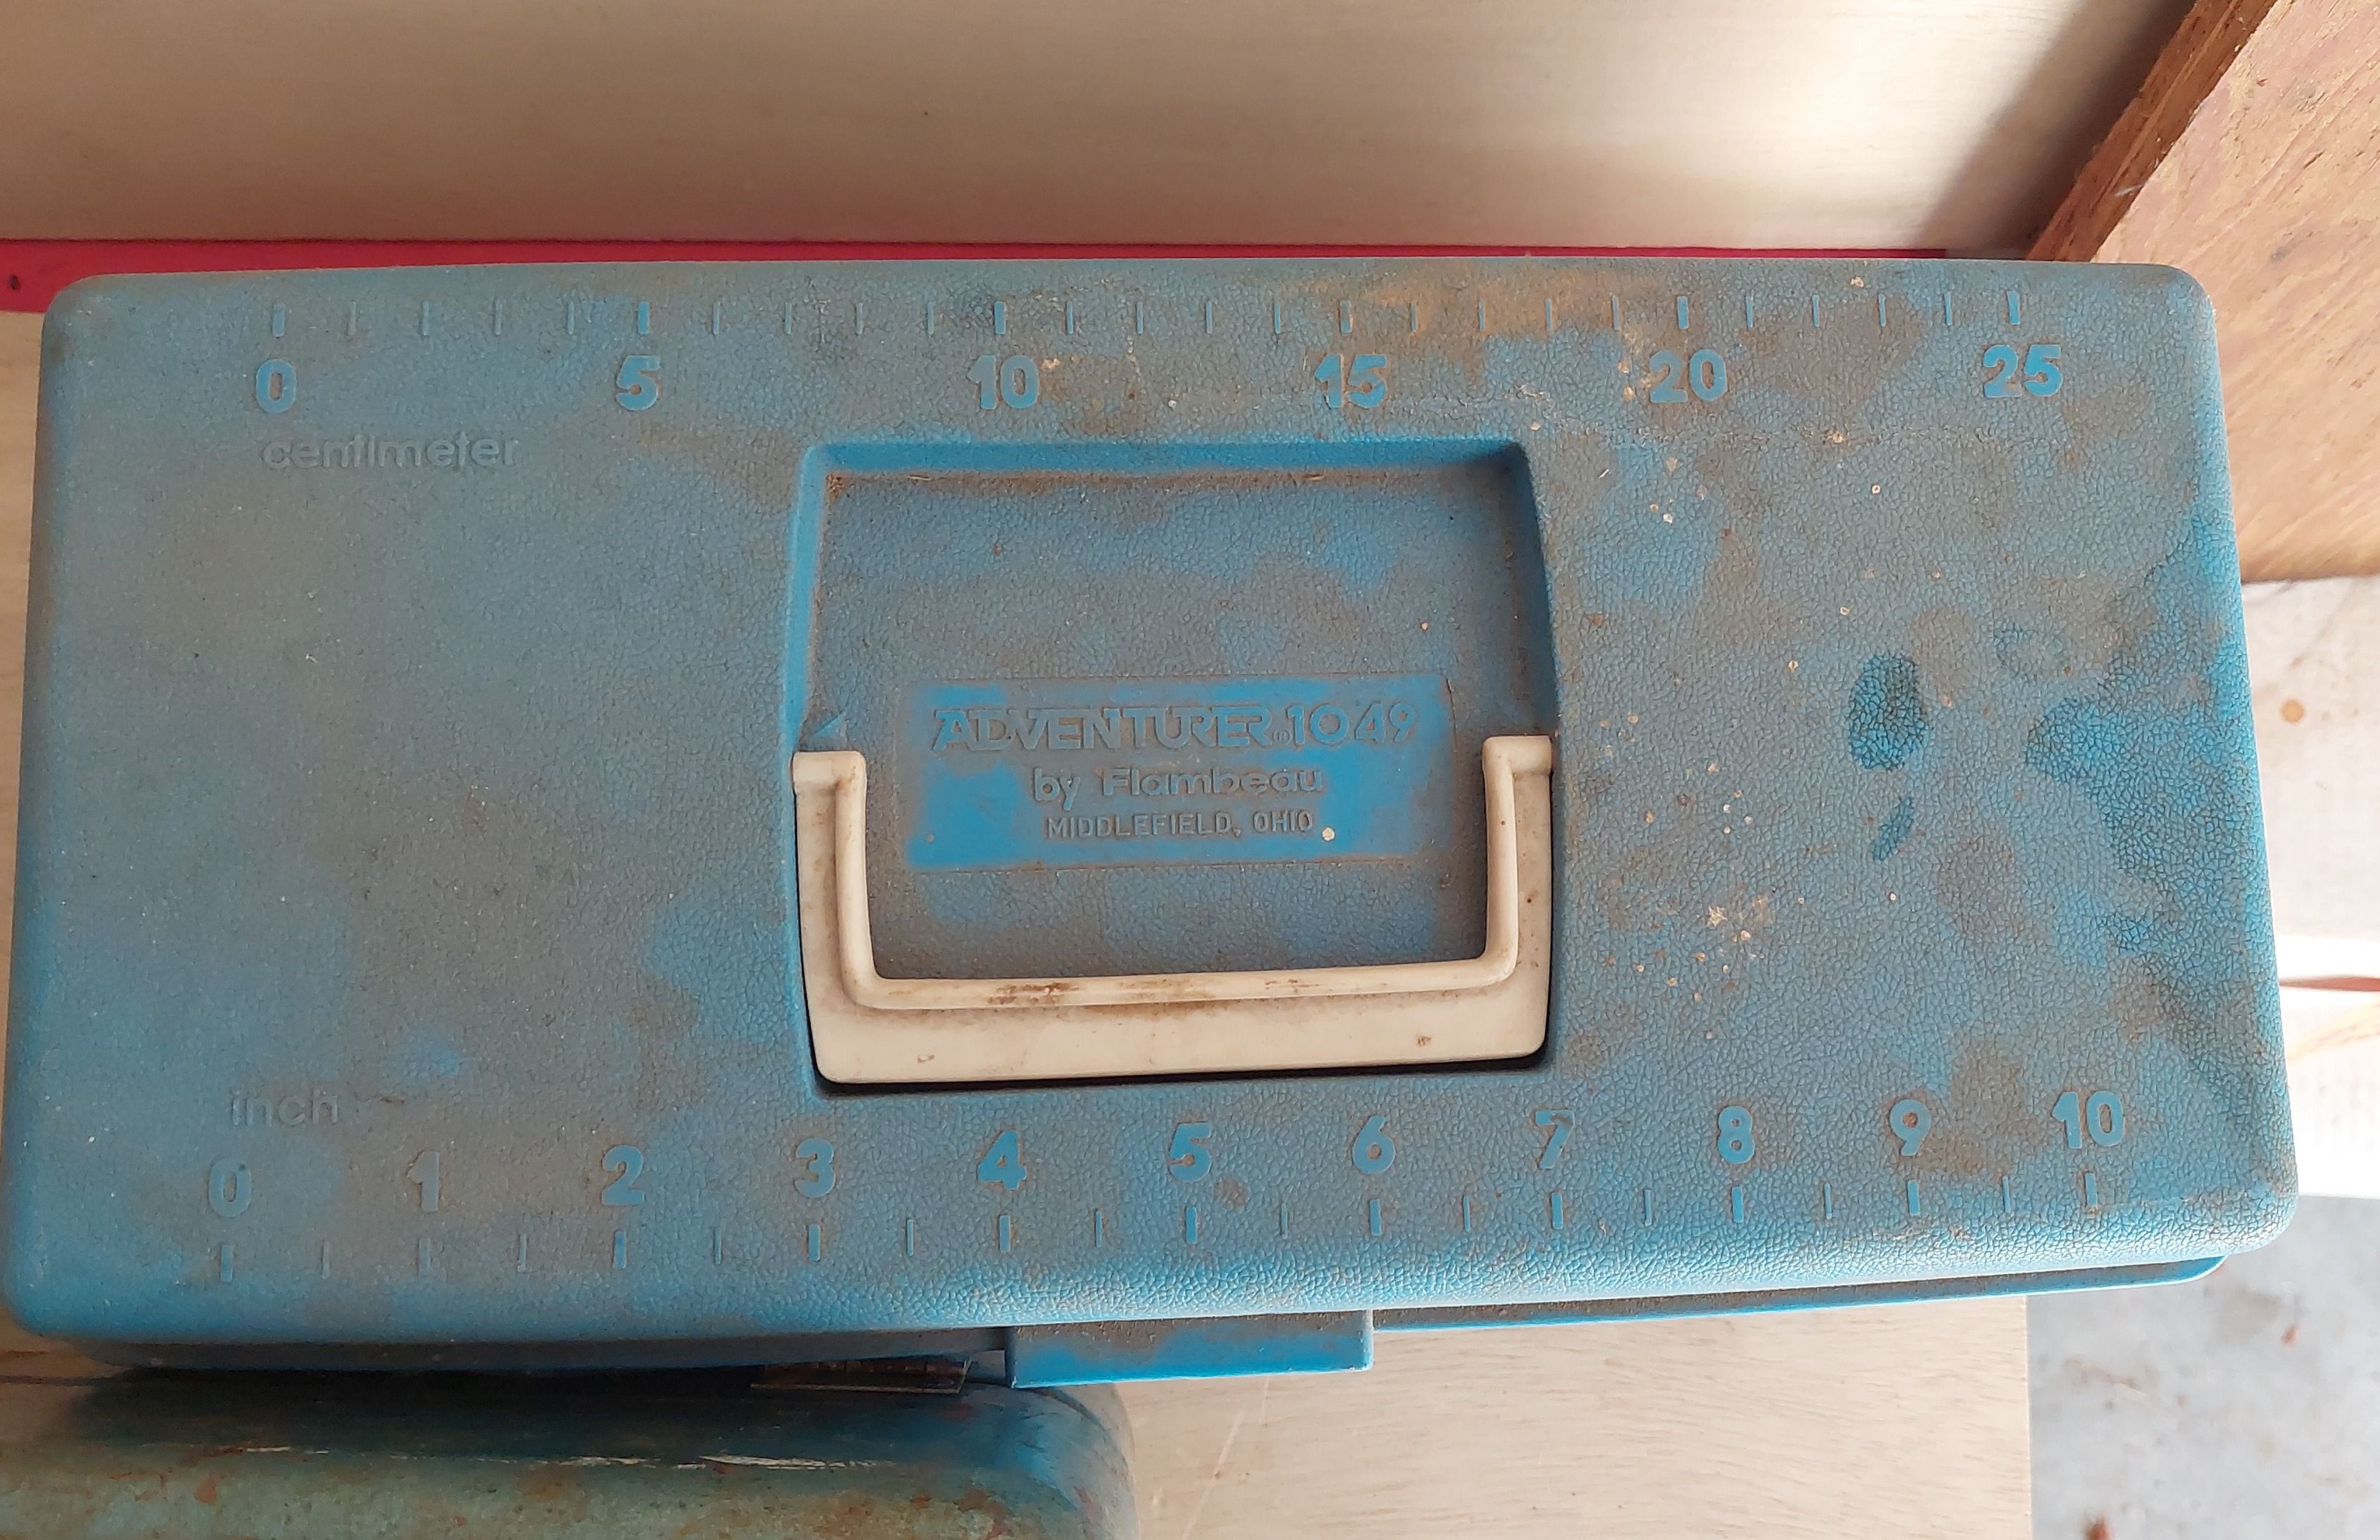 0 5 10 15 20 25
centimeter
ADVENTURER®1049
by Flambeau
MIDDLEFIELD, OHIO
inch
0 1 2 3 4 5 6 7 8 9 10